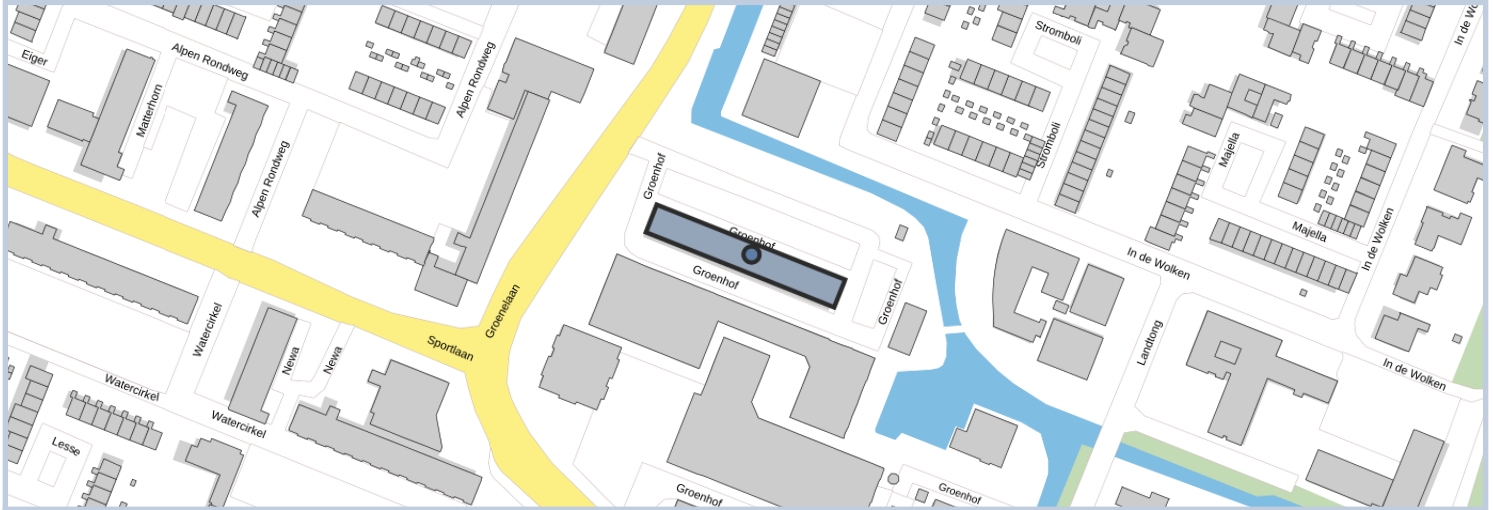 Eiger
Alpen Rondweg
Alpen Rondweg
Stromboli
In de Wo
Matterhorn
Alpen Rondweg
Groenhof
Stromboli
Majella
Groenhof
Groenhof
Groenhof
Majella
In de Wolken
In de Wolken
Watercirkel
Groenelaan
Sportlaan
Newa
Newa
Landtong
In de Wolken
Watercirkel
Watercirkel
Lesse
Groenhof
Groenhof